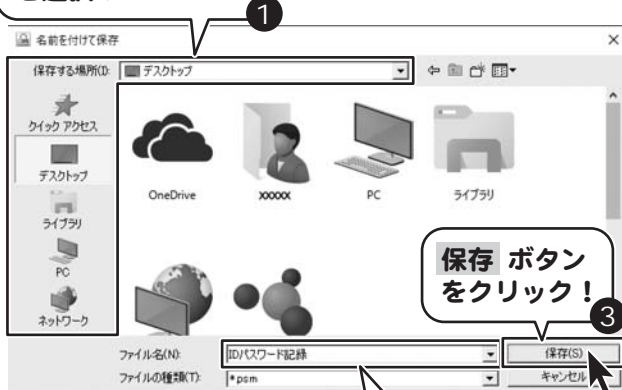 1
名前を付けて保存
保存する場所(I):
デスクトップ
クイック アクセス
デスクトップ
ライブラリ
PC
ネットワーク
OneDrive
xxxxx
PC
ライブラリ
保存 ボタン
をクリック!
3
ファイル名(N):
IDパスワード記録
保存(S)
ファイルの種類(T):
*psm
キャンセル